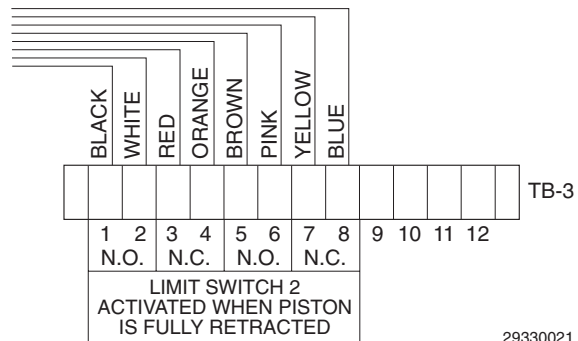 BLACK
WHITE
RED
ORANGE
BROWN
PINK
YELLOW
BLUE
TB-3
1 2 3 4 5 6 7 8 9 10 11 12
N.O. N.C. N.O. N.C.
LIMIT SWITCH 2
ACTIVATED WHEN PISTON
IS FULLY RETRACTED
29330021